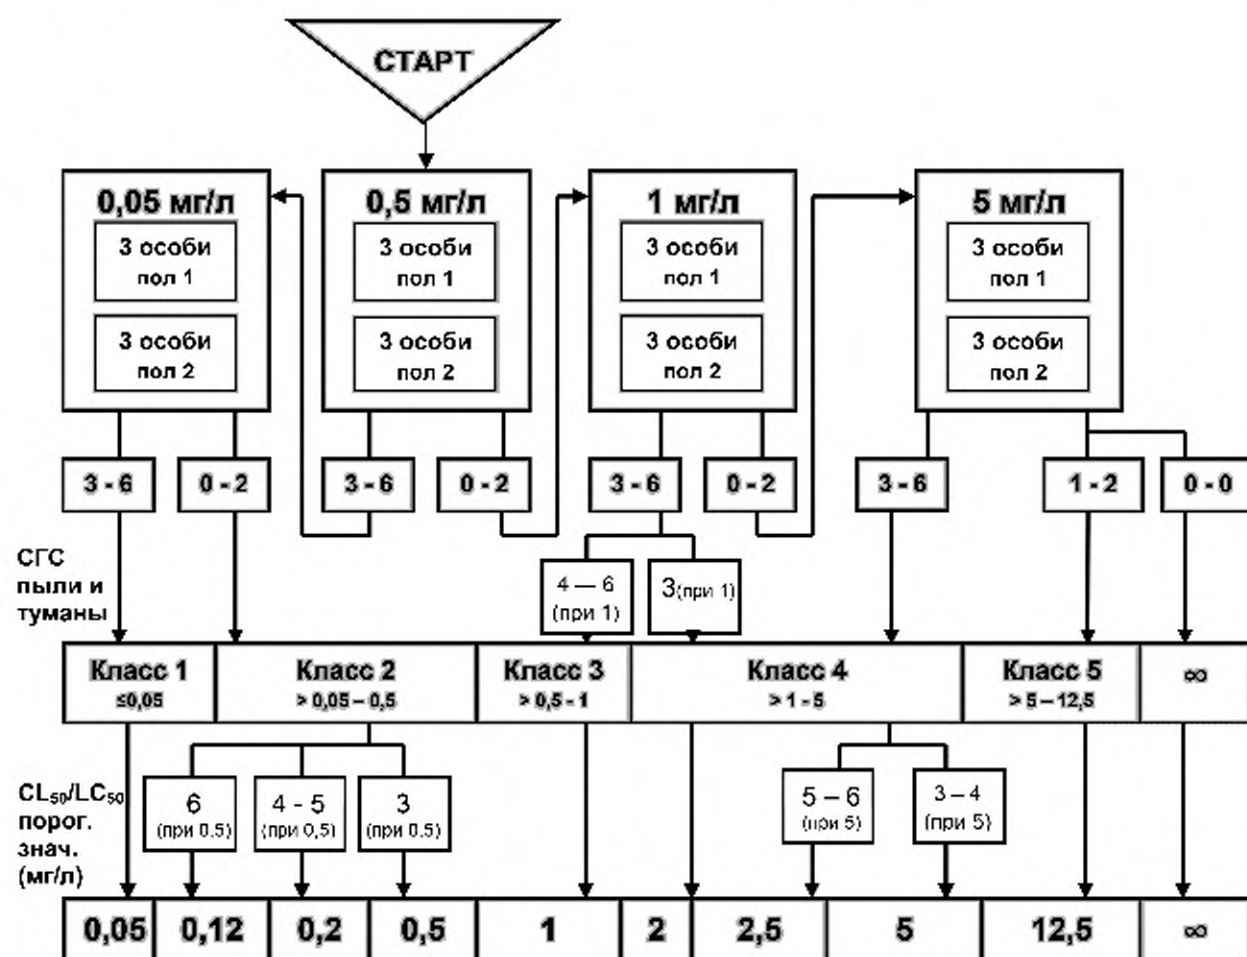 СТАРТ
0,05 мг/л
3 особи
пол 1
3 особи
пол 2
0,5 мг/л
3 особи
пол 1
3 особи
пол 2
1 мг/л
3 особи
пол 1
3 особи
пол 2
5 мг/л
3 особи
пол 1
3 особи
пол 2
3 - 6
0 - 2
3 - 6
0 - 2
3 - 6
0 - 2
3 - 6
1 - 2
0 - 0
СГС
пыли и
туманы
4 — 6
(при 1)
3(при 1)
Класс 1
≤0,05
Класс 2
> 0,05 – 0,5
Класс 3
> 0,5 - 1
Класс 4
> 1 - 5
Класс 5
> 5 – 12,5
∞
CL50/LC50
порог.
знач.
(мг/л)
6
(при 0.5)
4 - 5
(при 0,5)
3
(при 0.5)
5 – 6
(при 5)
3 – 4
(при 5)
0,05
0,12
0,2
0,5
1
2
2,5
5
12,5
∞